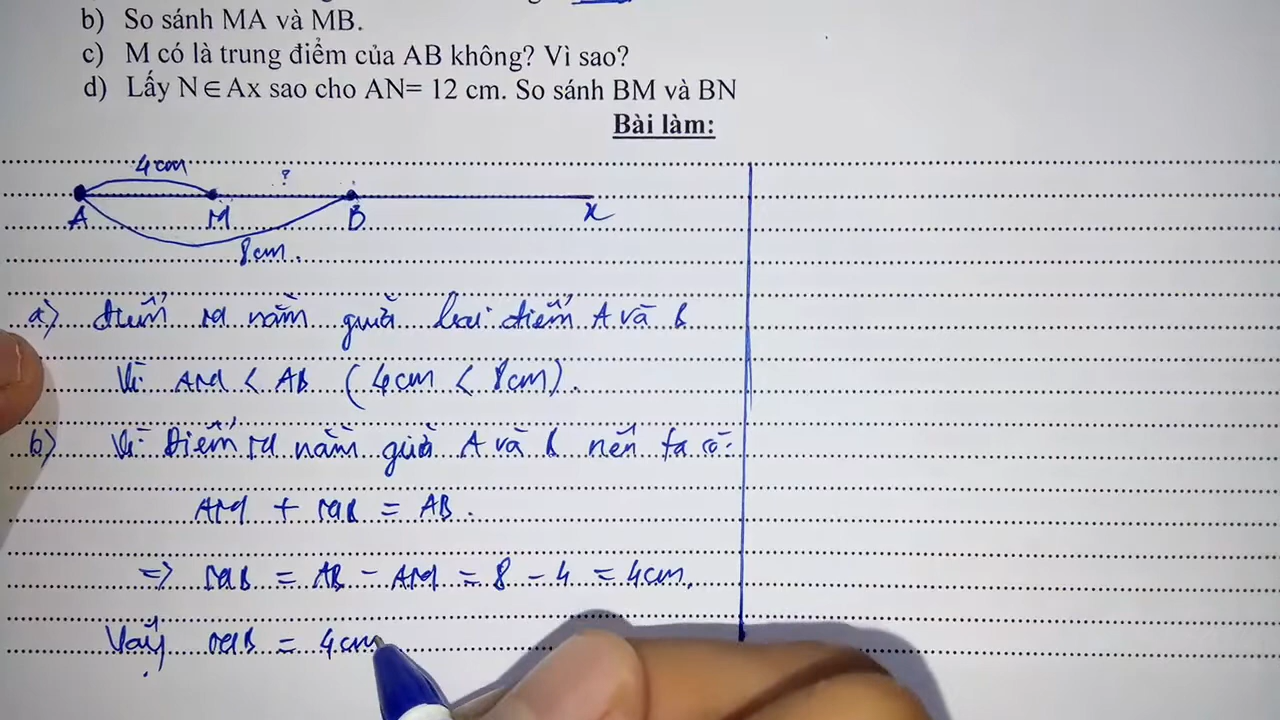 b) So sánh MA và MB.
c) M có là trung điểm của AB không? Vì sao?
d) Lấy N∈Ax sao cho AN= 12 cm. So sánh BM và BN
Bài làm:
4cm ?
A M B x
8cm.
a) Điểm M nằm giữa hai điểm A và B
Vì AM < AB (4cm < 8cm).
b) Vì điểm M nằm giữa A và B nên ta có:
AM + MB = AB.
=> MB = AB - AM = 8 - 4 = 4cm.
Vậy MB = 4cm